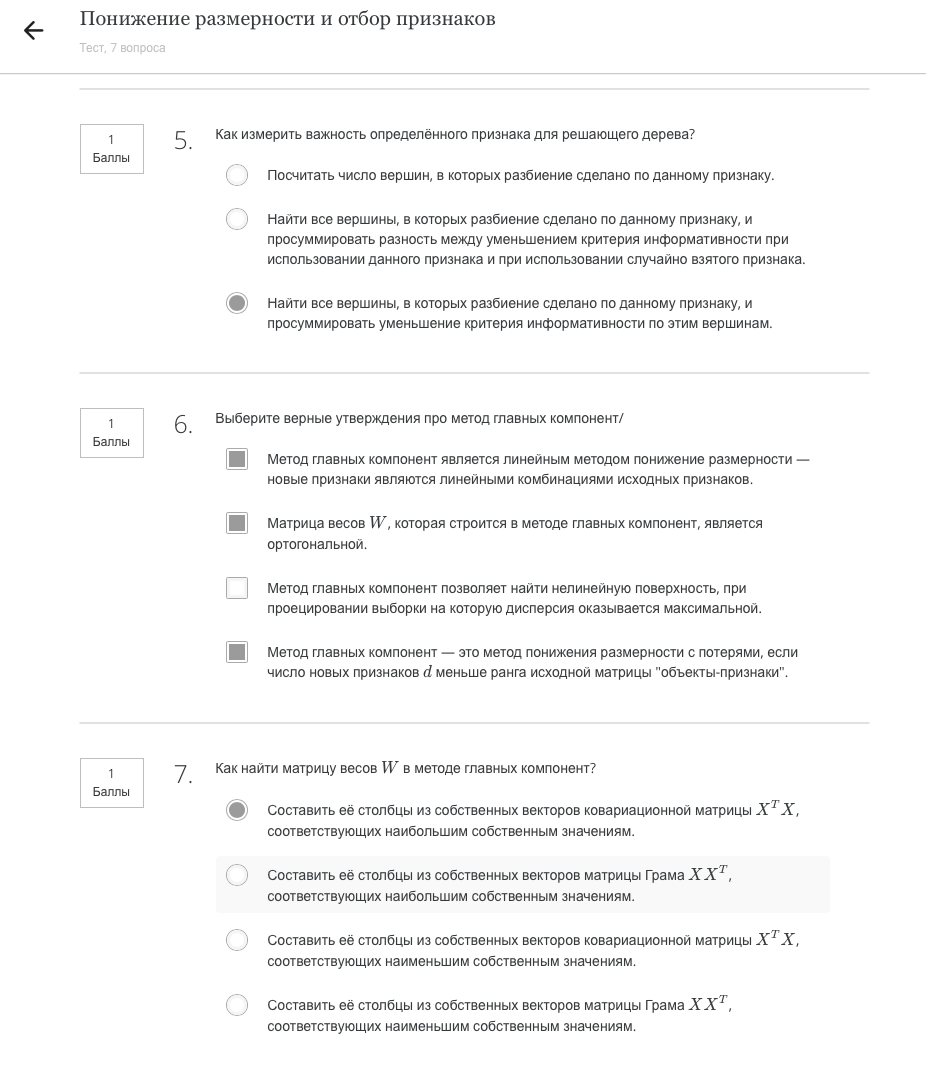 Понижение размерности и отбор признаков
Тест, 7 вопроса
1
Баллы
5.
Как измерить важность определённого признака для решающего дерева?
Посчитать число вершин, в которых разбиение сделано по данному признаку.
Найти все вершины, в которых разбиение сделано по данному признаку, и
просуммировать разность между уменьшением критерия информативности при
использовании данного признака и при использовании случайно взятого признака.
Найти все вершины, в которых разбиение сделано по данному признаку, и
просуммировать уменьшение критерия информативности по этим вершинам.
1
Баллы
6.
Выберите верные утверждения про метод главных компонент/
Метод главных компонент является линейным методом понижение размерности —
новые признаки являются линейными комбинациями исходных признаков.
Матрица весов W, которая строится в методе главных компонент, является
ортогональной.
Метод главных компонент позволяет найти нелинейную поверхность, при
проецировании выборки на которую дисперсия оказывается максимальной.
Метод главных компонент — это метод понижения размерности с потерями, если
число новых признаков d меньше ранга исходной матрицы "объекты-признаки".
1
Баллы
7.
Как найти матрицу весов W в методе главных компонент?
Составить её столбцы из собственных векторов ковариационной матрицы X^T X,
соответствующих наибольшим собственным значениям.
Составить её столбцы из собственных векторов матрицы Грама X X^T,
соответствующих наибольшим собственным значениям.
Составить её столбцы из собственных векторов ковариационной матрицы X^T X,
соответствующих наименьшим собственным значениям.
Составить её столбцы из собственных векторов матрицы Грама X X^T,
соответствующих наименьшим собственным значениям.